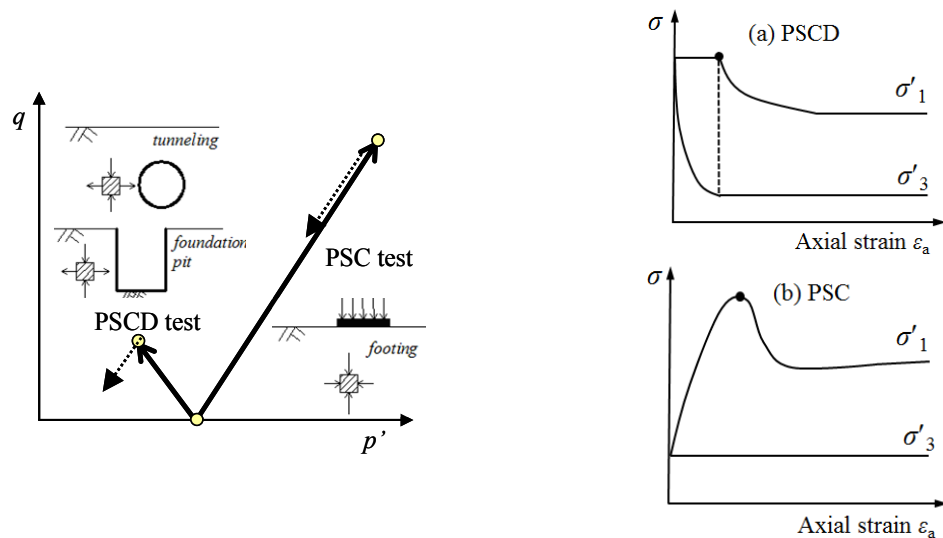 q
tunneling
foundation
pit
PSCD test
PSC test
footing
p’
σ
(a) PSCD
σ′1
σ′3
Axial strain εa
σ
(b) PSC
σ′1
σ′3
Axial strain εa